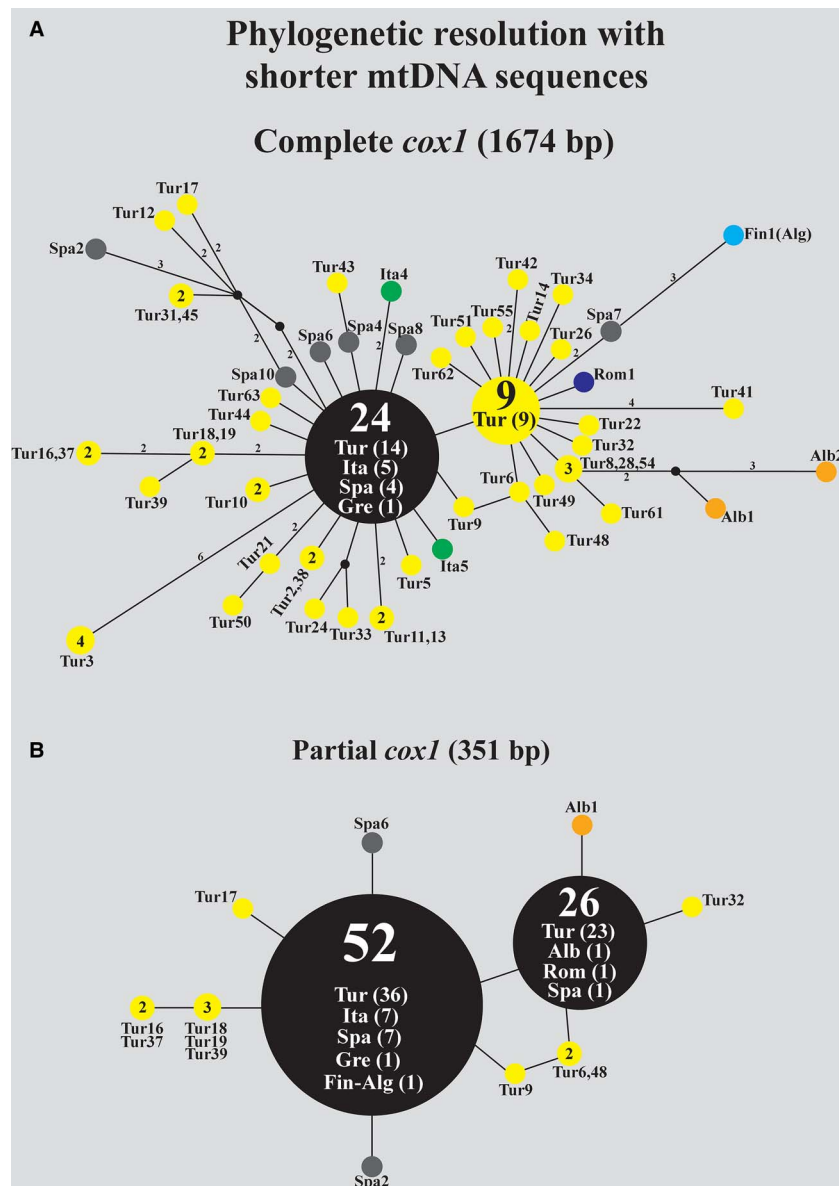 A
Phylogenetic resolution with
shorter mtDNA sequences
Complete cox1 (1674 bp)
Tur17
Tur12
Spa2
2
2
3
2
Tur31,45
2
2
Tur43
Ita4
Spa6
Spa4
2
Spa8
Spa10
Tur63
Tur44
Tur16,37
2
2
Tur18,19
2
2
Tur39
Tur10
2
24
Tur (14)
Ita (5)
Spa (4)
Gre (1)
6
4
Tur3
2
Tur21
Tur50
2
Tur2,38
Tur24
Tur33
2
2
Tur11,13
Tur5
Ita5
Tur9
Tur42
Tur34
Tur14
Tur55
Tur51
2
Tur26
Tur62
2
Fin1(Alg)
3
Spa7
Rom1
9
Tur (9)
4
Tur41
Tur22
Tur32
3
Tur8,28,54
2
3
Alb2
Alb1
Tur6
Tur49
Tur61
Tur48
B
Partial cox1 (351 bp)
Spa6
Alb1
Tur17
Tur32
52
Tur (36)
Ita (7)
Spa (7)
Gre (1)
Fin-Alg (1)
26
Tur (23)
Alb (1)
Rom (1)
Spa (1)
2
Tur16
Tur37
3
Tur18
Tur19
Tur39
Tur9
2
Tur6,48
Spa2